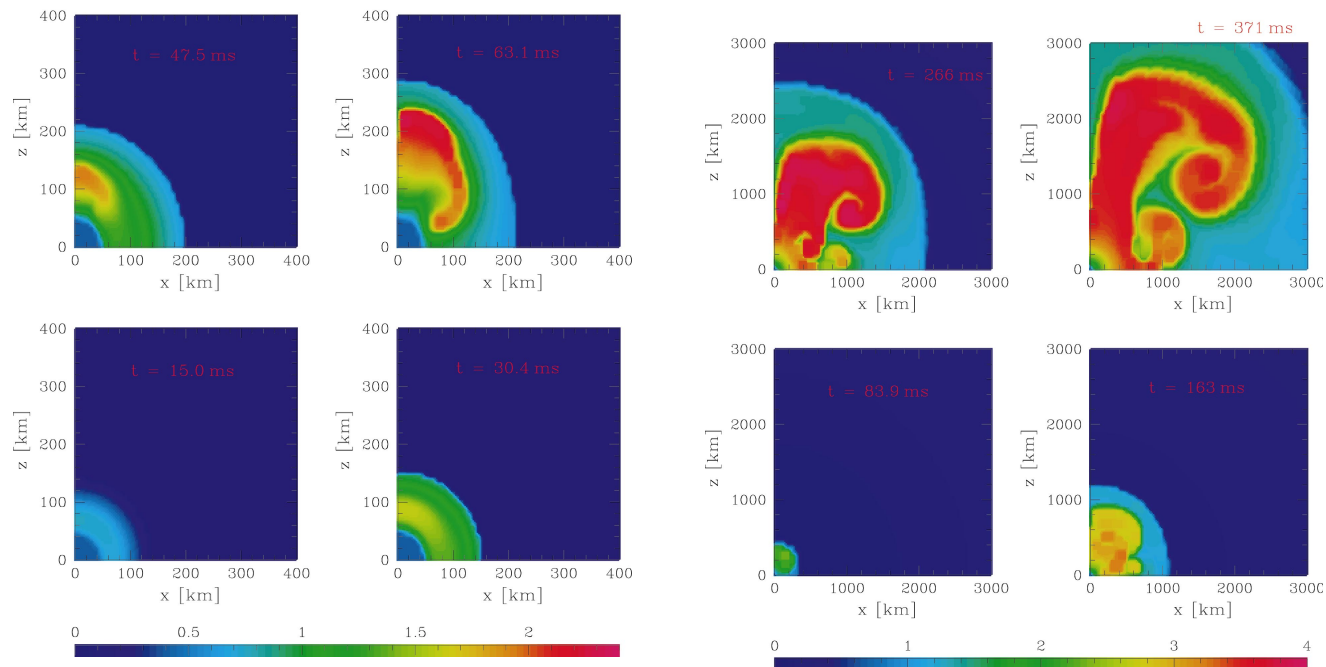 t = 47.5 ms
400
300
200
100
0
z [km]
0 100 200 300 400
x [km]
t = 63.1 ms
400
300
200
100
0
z [km]
0 100 200 300 400
x [km]
t = 266 ms
3000
2000
1000
0
z [km]
0 1000 2000 3000
x [km]
t = 371 ms
3000
2000
1000
0
z [km]
0 1000 2000 3000
x [km]
t = 15.0 ms
400
300
200
100
0
z [km]
0 100 200 300 400
x [km]
t = 30.4 ms
400
300
200
100
0
z [km]
0 100 200 300 400
x [km]
t = 83.9 ms
3000
2000
1000
0
z [km]
0 1000 2000 3000
x [km]
t = 163 ms
3000
2000
1000
0
z [km]
0 1000 2000 3000
x [km]
0 0.5 1 1.5 2
0 1 2 3 4